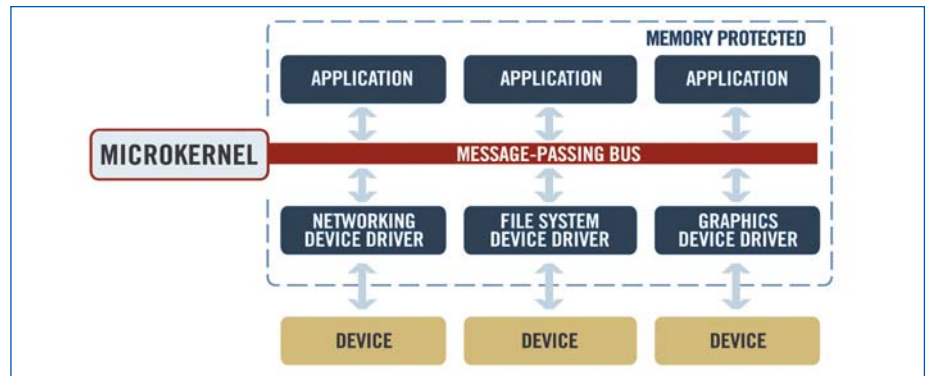 MEMORY PROTECTED
APPLICATION
APPLICATION
APPLICATION
MICROKERNEL
MESSAGE-PASSING BUS
NETWORKING
DEVICE DRIVER
FILE SYSTEM
DEVICE DRIVER
GRAPHICS
DEVICE DRIVER
DEVICE
DEVICE
DEVICE